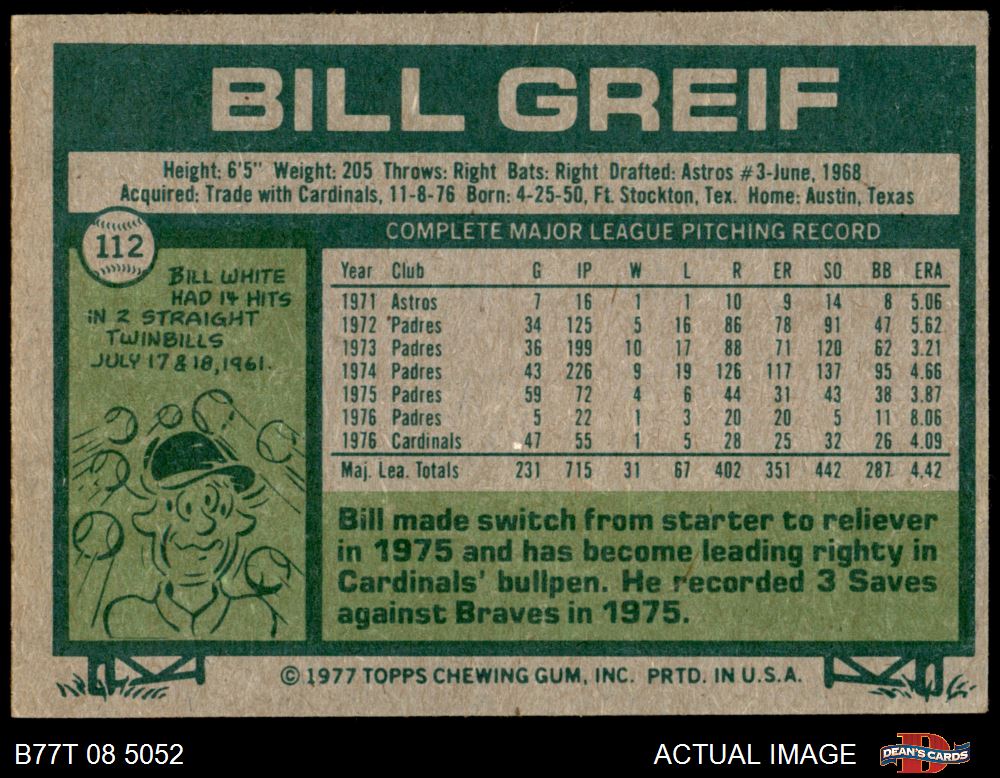 BILL GREIF
Height: 6'5" Weight: 205 Throws: Right Bats: Right Drafted: Astros #3-June, 1968
Acquired: Trade with Cardinals, 11-8-76 Born: 4-25-50, Ft. Stockton, Tex. Home: Austin, Texas
112
BILL WHITE
HAD 14 HITS
IN 2 STRAIGHT
TWINBILLS
JULY 17 & 18, 1961.
COMPLETE MAJOR LEAGUE PITCHING RECORD
Year Club G IP W L R ER SO BB ERA
1971 Astros 7 16 1 1 10 9 14 8 5.06
1972 Padres 34 125 5 16 86 78 91 47 5.62
1973 Padres 36 199 10 17 88 71 120 62 3.21
1974 Padres 43 226 9 19 126 117 137 95 4.66
1975 Padres 59 72 4 6 44 31 43 38 3.87
1976 Padres 5 22 1 3 20 20 5 11 8.06
1976 Cardinals 47 55 1 5 28 25 32 26 4.09
Maj. Lea. Totals 231 715 31 67 402 351 442 287 4.42
Bill made switch from starter to reliever
in 1975 and has become leading righty in
Cardinals' bullpen. He recorded 3 Saves
against Braves in 1975.
© 1977 TOPPS CHEWING GUM, INC. PRTD. IN U.S.A.
B77T 08 5052
ACTUAL IMAGE
D
DEAN'S CARDS